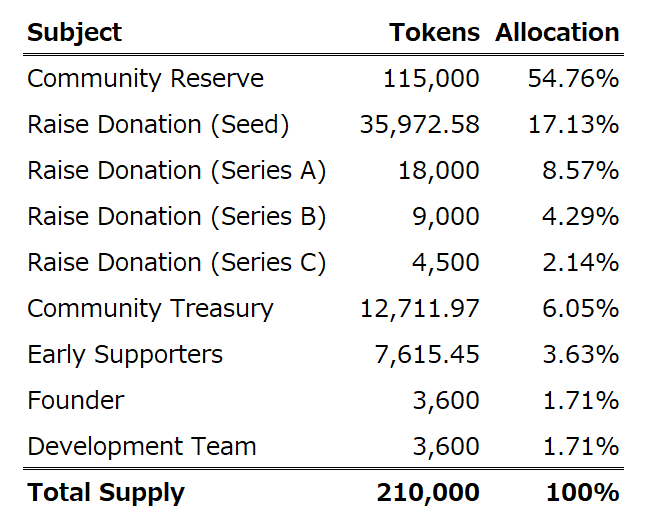 Subject Tokens Allocation
Community Reserve 115,000 54.76%
Raise Donation (Seed) 35,972.58 17.13%
Raise Donation (Series A) 18,000 8.57%
Raise Donation (Series B) 9,000 4.29%
Raise Donation (Series C) 4,500 2.14%
Community Treasury 12,711.97 6.05%
Early Supporters 7,615.45 3.63%
Founder 3,600 1.71%
Development Team 3,600 1.71%
Total Supply 210,000 100%